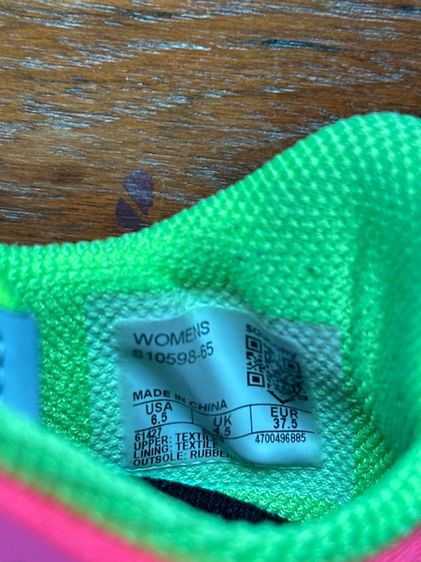 WOMENS
S10598-65
MADE IN CHINA
USA UK EUR
6.5 4.5 37.5
61427 4700496885
UPPER: TEXTILE
LINING: TEXTILE
OUTSOLE: RUBBER